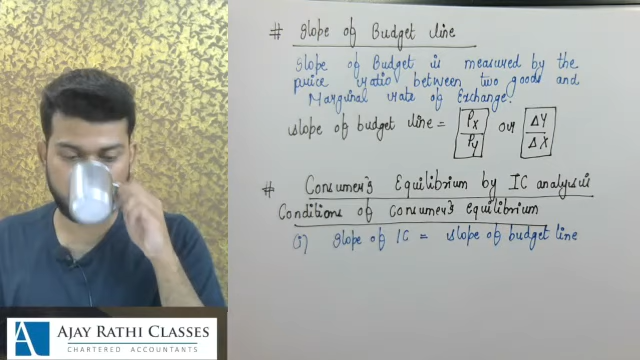 # Slope of Budget line
Slope of Budget is measured by the
price ratio between two goods and
Marginal rate of Exchange.
Slope of budget line = Px/Py or ΔY/ΔX
# Consumer's Equilibrium by IC analysis
Conditions of Consumer's equilibrium
(i) Slope of IC = slope of budget line
A
AJAY RATHI CLASSES
CHARTERED ACCOUNTANTS